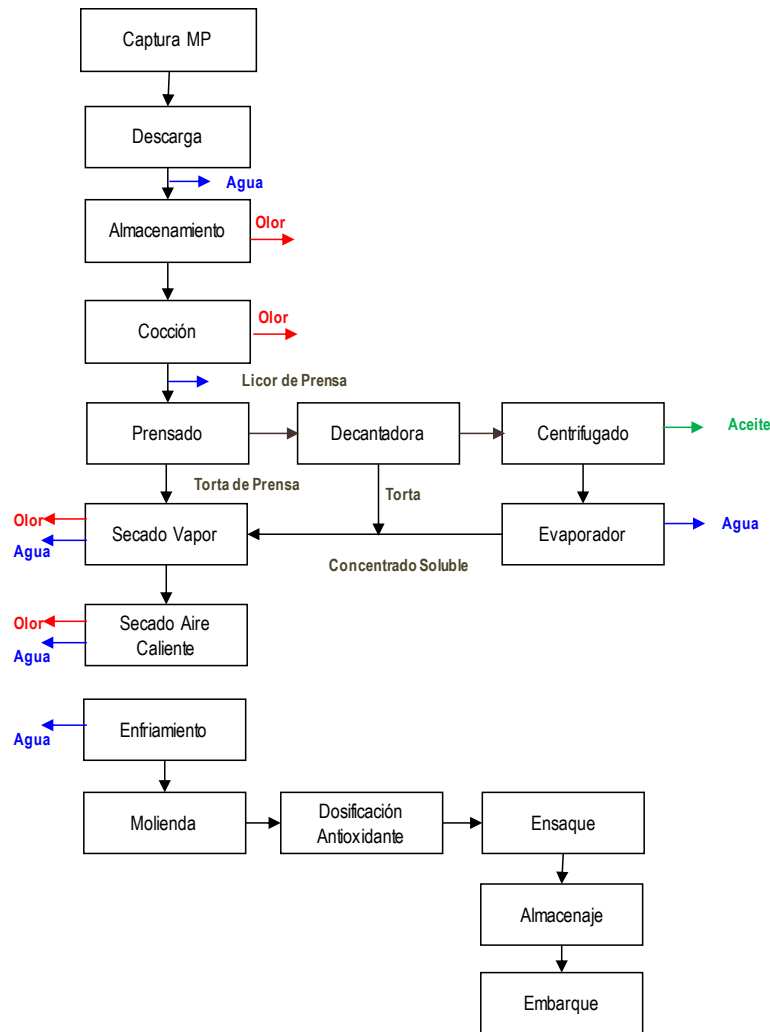 Captura MP
Descarga
Agua
Almacenamiento
Olor
Cocción
Olor
Licor de Prensa
Prensado
Decantadora
Centrifugado
Aceite
Torta de Prensa
Torta
Olor
Agua
Secado Vapor
Evaporador
Agua
Concentrado Soluble
Olor
Agua
Secado Aire
Caliente
Agua
Enfriamiento
Molienda
Dosificación
Antioxidante
Ensaque
Almacenaje
Embarque